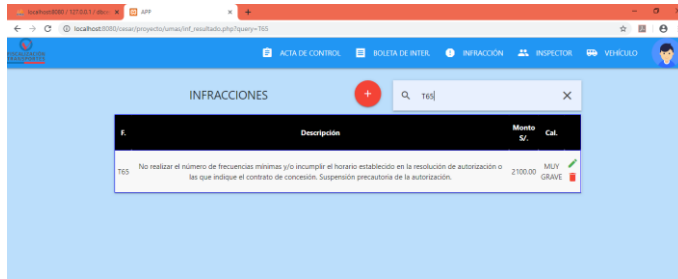 localhost:8080 / 127.0.0.1 /
APP
localhost:8080/cesar/proyecto/umas/inf_resultado.php?query=T65
ACTA DE CONTROL
BOLETA DE INTER.
INFRACCIÓN
INSPECTOR
VEHÍCULO
INFRACCIONES
+
T65
F.
Descripción
Monto
S/.
Cal.
T65
No realizar el número de frecuencias mínimas y/o incumplir el horario establecido en la resolución de autorización o
las que indique el contrato de concesión. Suspensión precautoria de la autorización.
2100.00
MUY
GRAVE